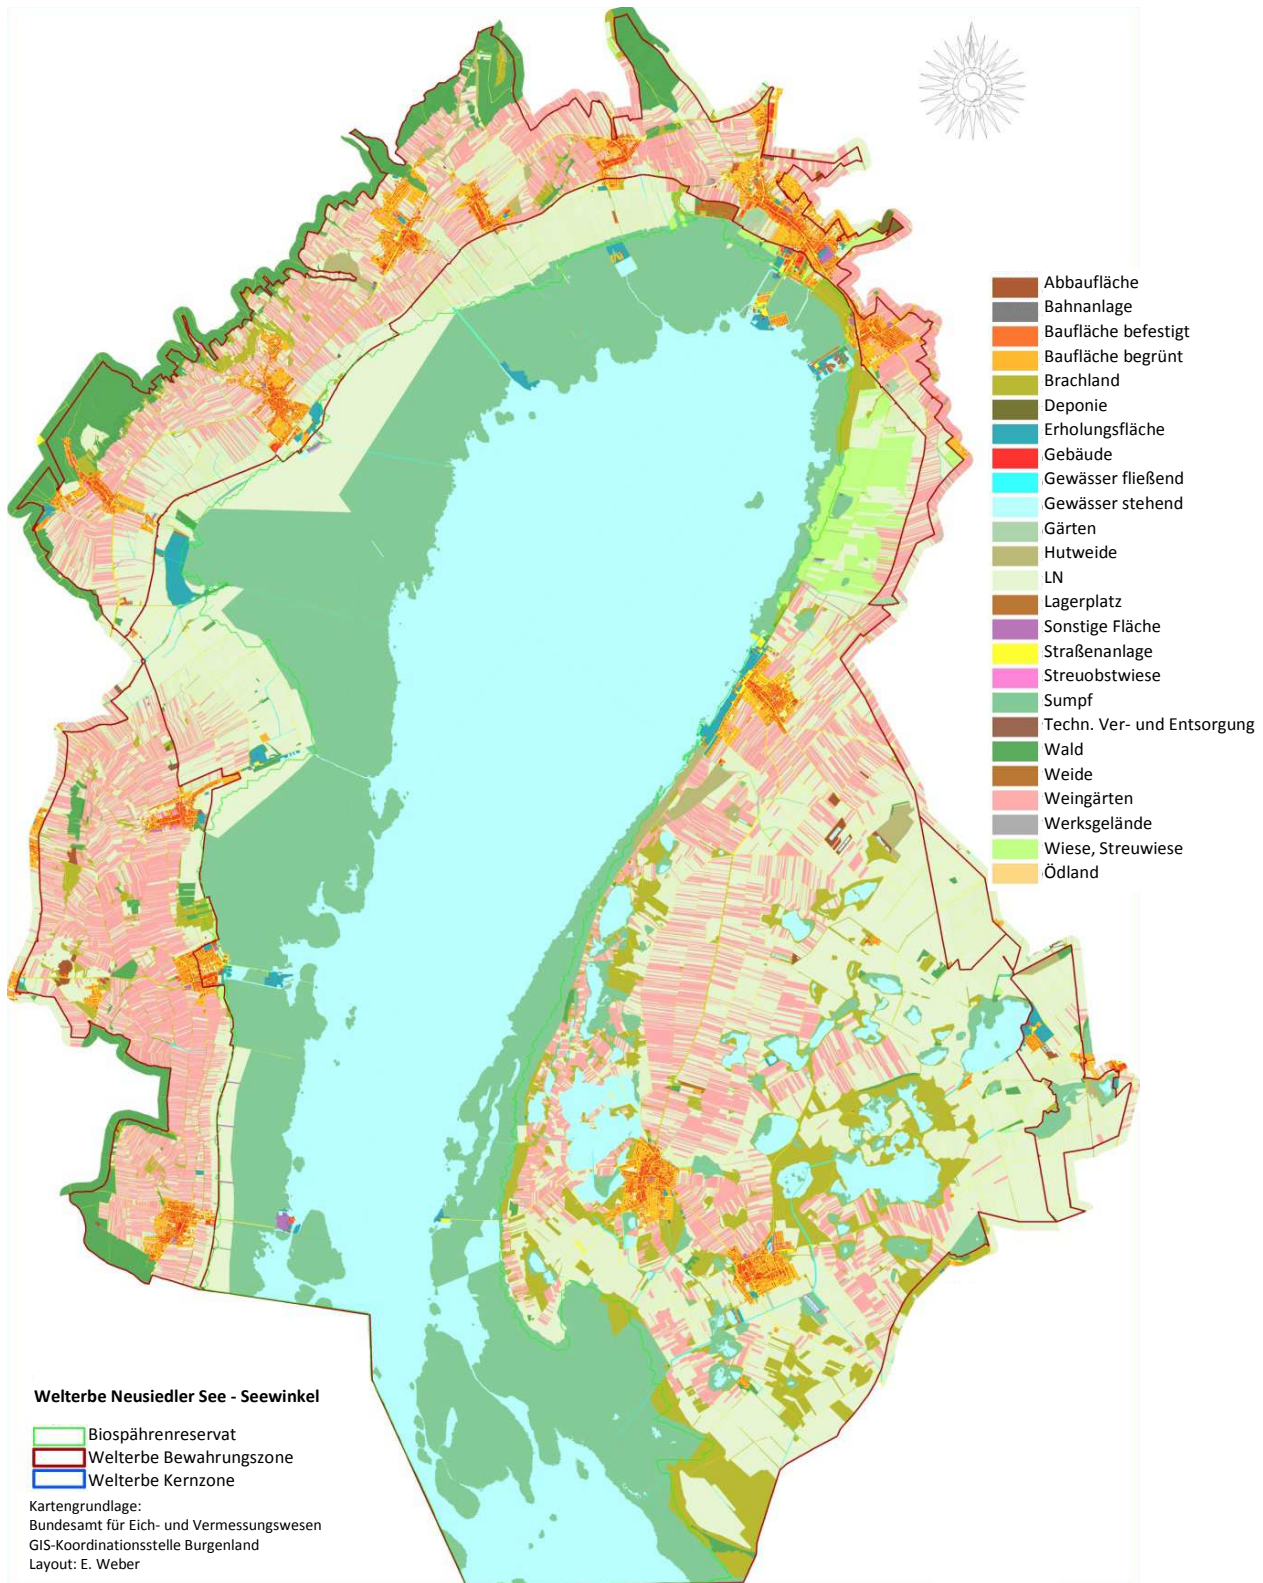 Abbaufläche
Bahnanlage
Baufläche befestigt
Baufläche begrünt
Brachland
Deponie
Erholungsfläche
Gebäude
Gewässer fließend
Gewässer stehend
Gärten
Hutweide
LN
Lagerplatz
Sonstige Fläche
Straßenanlage
Streuobstwiese
Sumpf
Techn. Ver- und Entsorgung
Wald
Weide
Weingärten
Werksgelände
Wiese, Streuwiese
Ödland
Welterbe Neusiedler See - Seewinkel
Biospährenreservat
Welterbe Bewahrungszone
Welterbe Kernzone
Kartengrundlage:
Bundesamt für Eich- und Vermessungswesen
GIS-Koordinationsstelle Burgenland
Layout: E. Weber